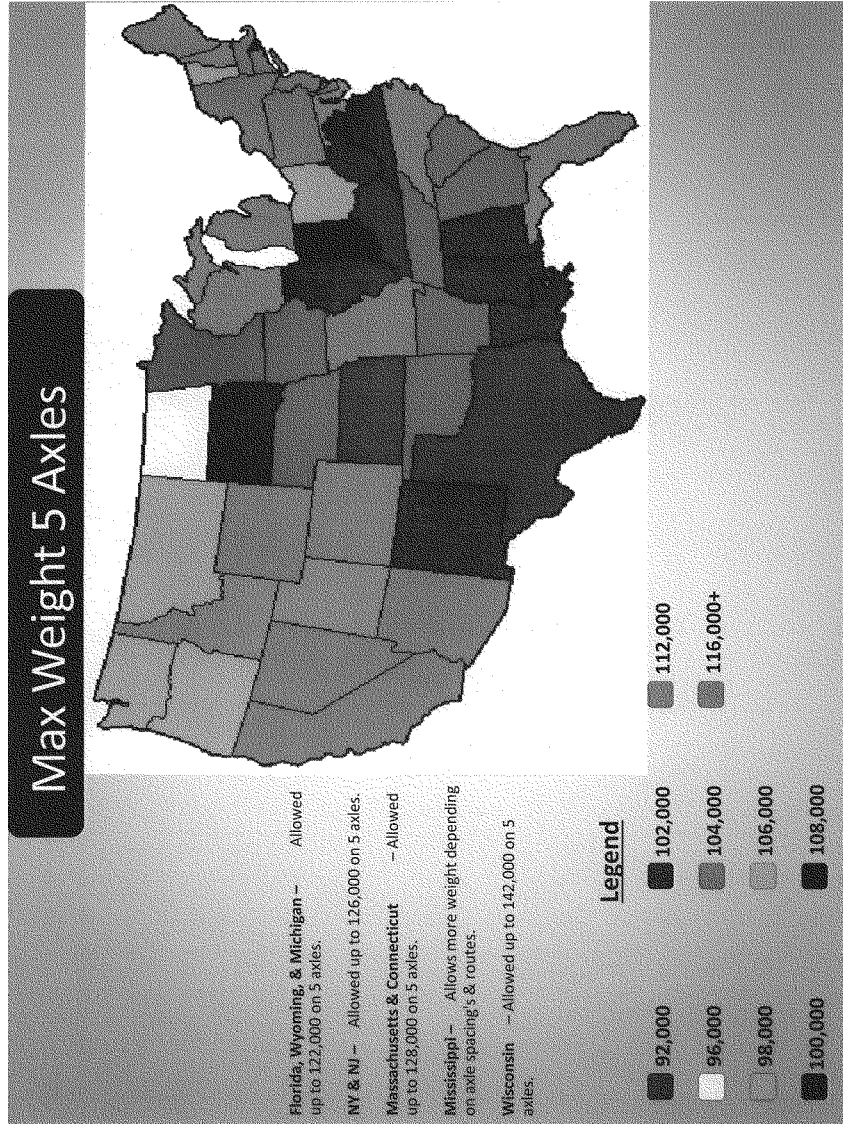 Max Weight 5 Axles
Florida, Wyoming, & Michigan – Allowed
up to 122,000 on 5 axles.
NY & NJ – Allowed up to 126,000 on 5 axles.
Massachusetts & Connecticut – Allowed
up to 128,000 on 5 axles.
Mississippi – Allows more weight depending
on axle spacing's & routes.
Wisconsin – Allowed up to 142,000 on 5
axles.
Legend
92,000
96,000
98,000
100,000
102,000
104,000
106,000
108,000
112,000
116,000+